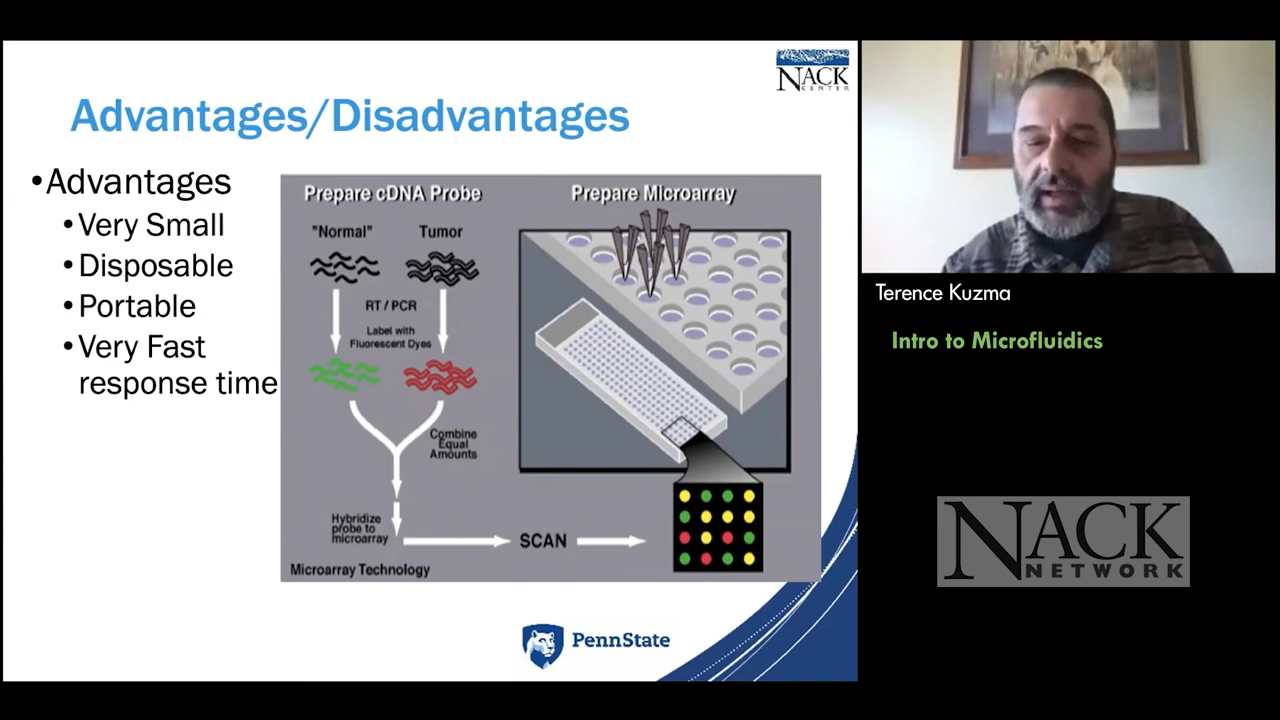 NACK
CENTER
Advantages/Disadvantages
•Advantages
•Very Small
•Disposable
•Portable
•Very Fast
response time
Prepare cDNA Probe
"Normal"
Tumor
RT / PCR
Label with
Fluorescent Dyes
Combine
Equal
Amounts
Hybridize
probe to
microarray
SCAN
Microarray Technology
Prepare Microarray
PennState
Terence Kuzma
Intro to Microfluidics
NACK
NETWORK